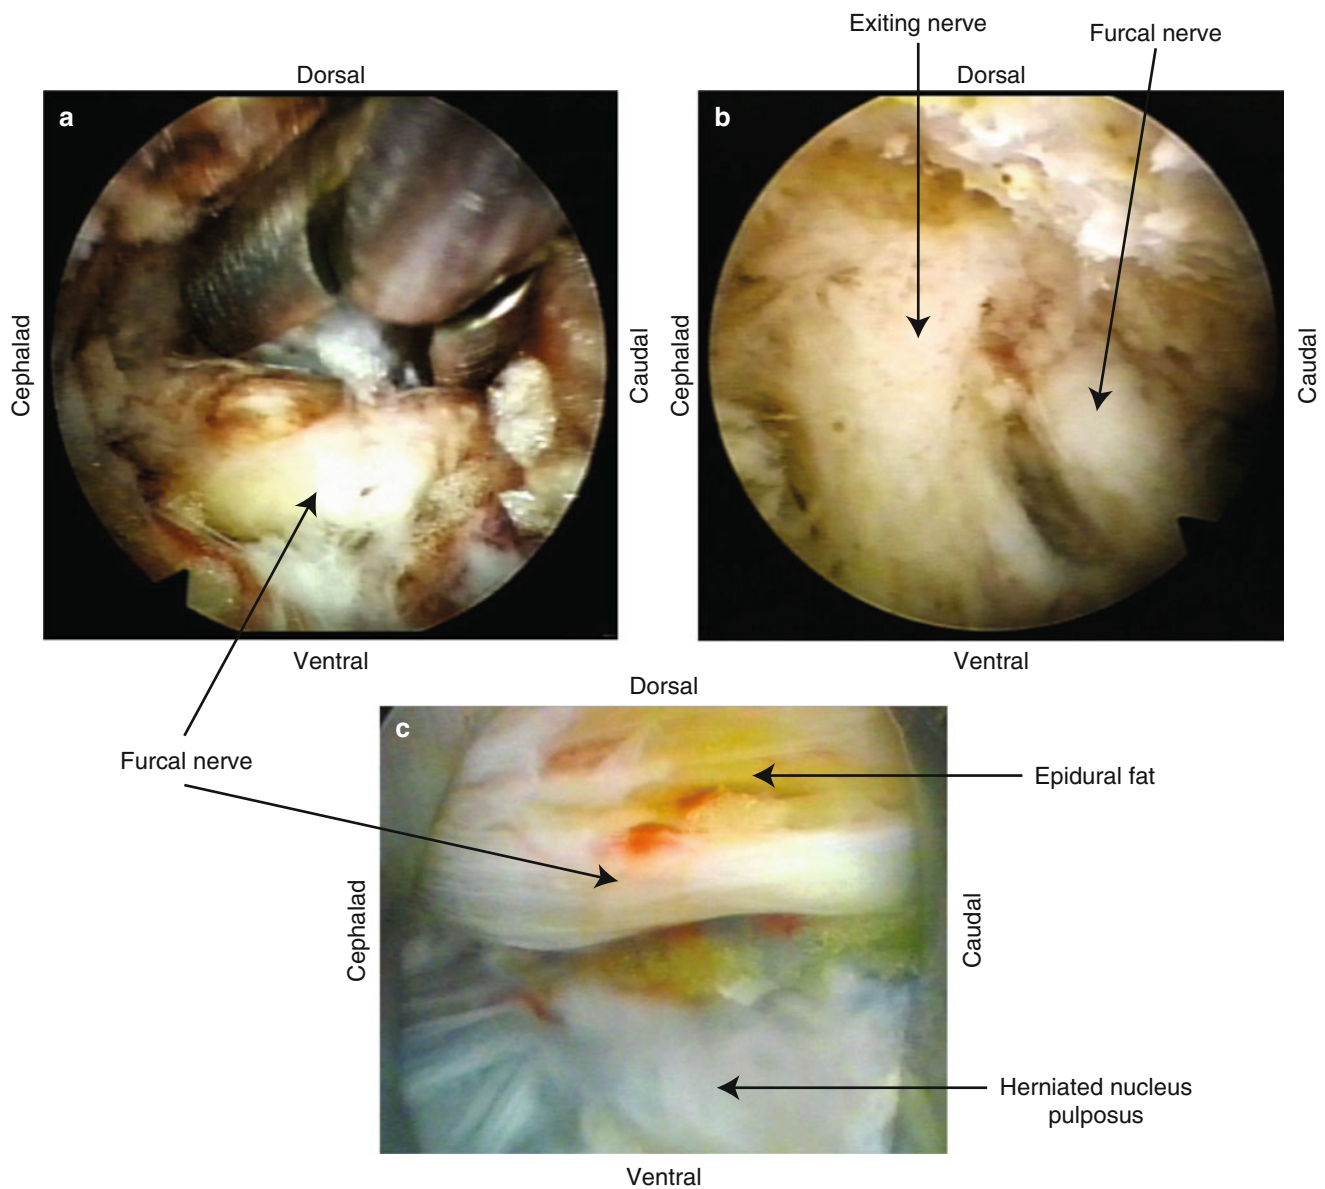 Exiting nerve
Furcal nerve
Dorsal
Dorsal
a
b
Cephalad
Caudal
Cephalad
Caudal
Ventral
Ventral
Dorsal
c
Furcal nerve
Epidural fat
Cephalad
Caudal
Herniated nucleus
pulposus
Ventral